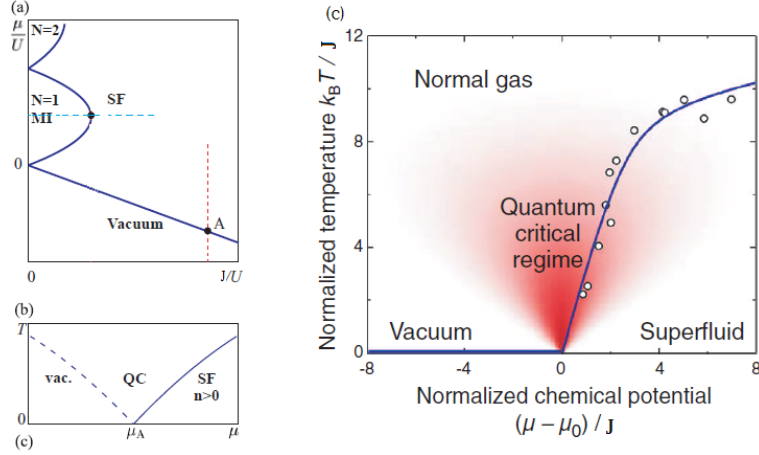 (a)
μ/U
N=2
N=1
MI
SF
0
Vacuum
A
0
J/U
(b)
T
vac.
QC
SF
n>0
0
μA
μ
(c)
(c)
Normalized temperature kBT / J
12
8
4
0
Normal gas
Quantum
critical
regime
Vacuum
Superfluid
-8
-4
0
4
8
Normalized chemical potential
(μ – μ0) / J